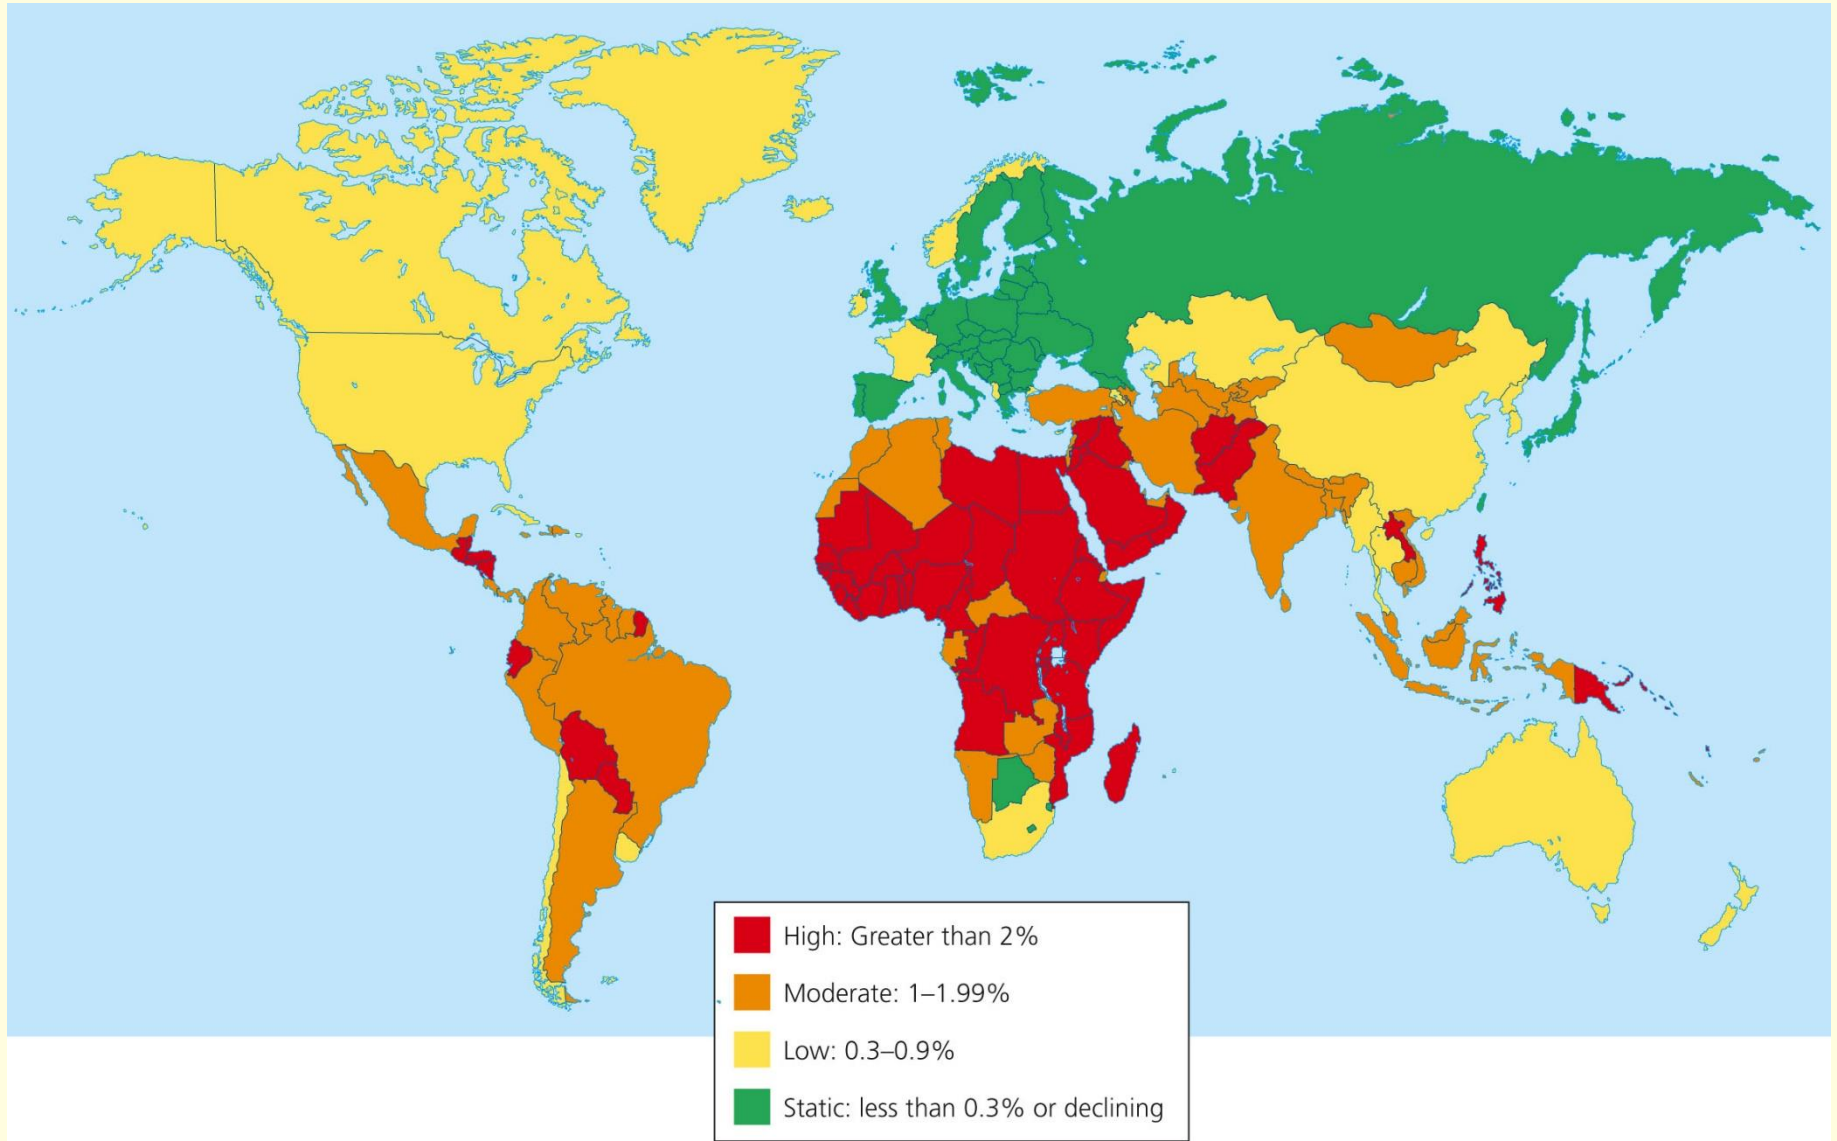 High: Greater than 2%
Moderate: 1–1.99%
Low: 0.3–0.9%
Static: less than 0.3% or declining